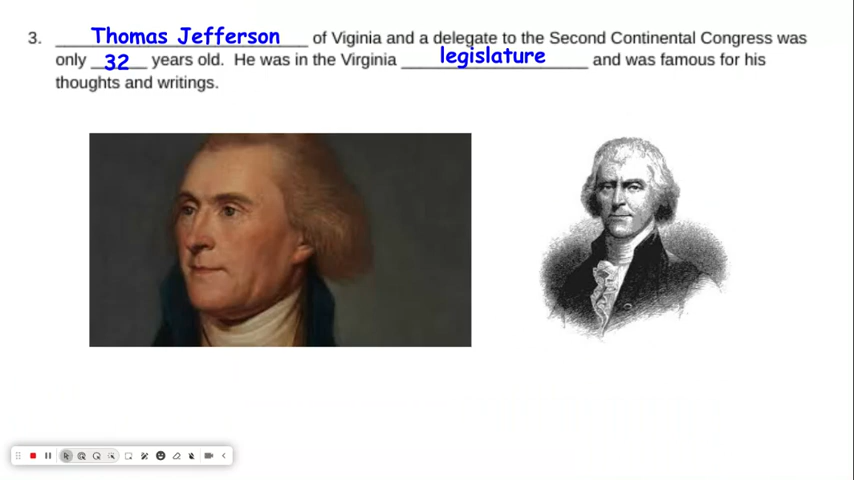 3. Thomas Jefferson of Viginia and a delegate to the Second Continental Congress was
only 32 years old. He was in the Virginia legislature and was famous for his
thoughts and writings.